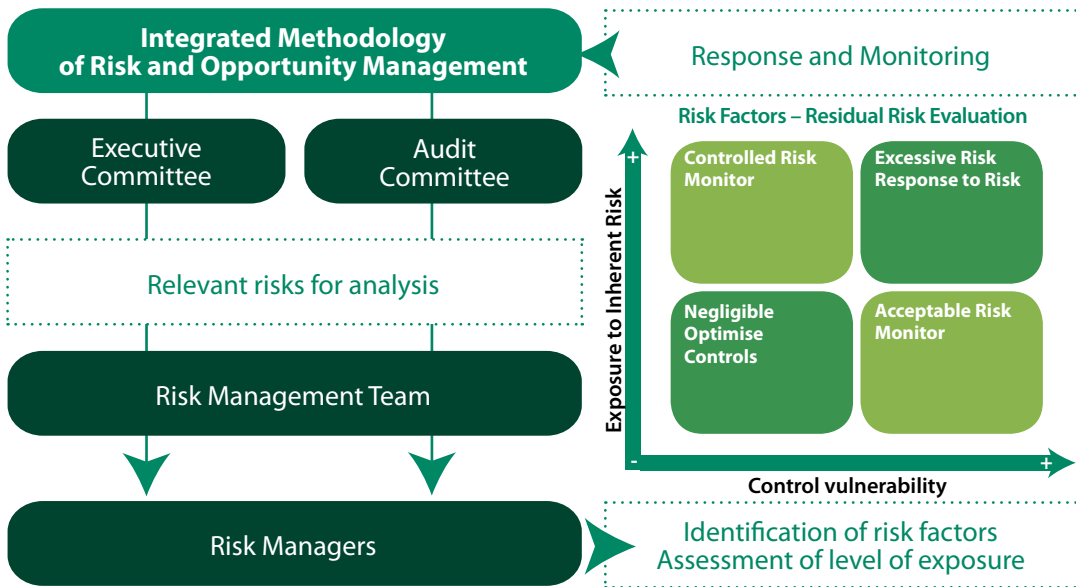 Integrated Methodology
of Risk and Opportunity Management
Executive
Committee
Audit
Committee
Relevant risks for analysis
Risk Management Team
Risk Managers
Response and Monitoring
Risk Factors – Residual Risk Evaluation
Exposure to Inherent Risk
+
Controlled Risk
Monitor
Excessive Risk
Response to Risk
Negligible
Optimise
Controls
Acceptable Risk
Monitor
-
+
Control vulnerability
Identification of risk factors
Assessment of level of exposure